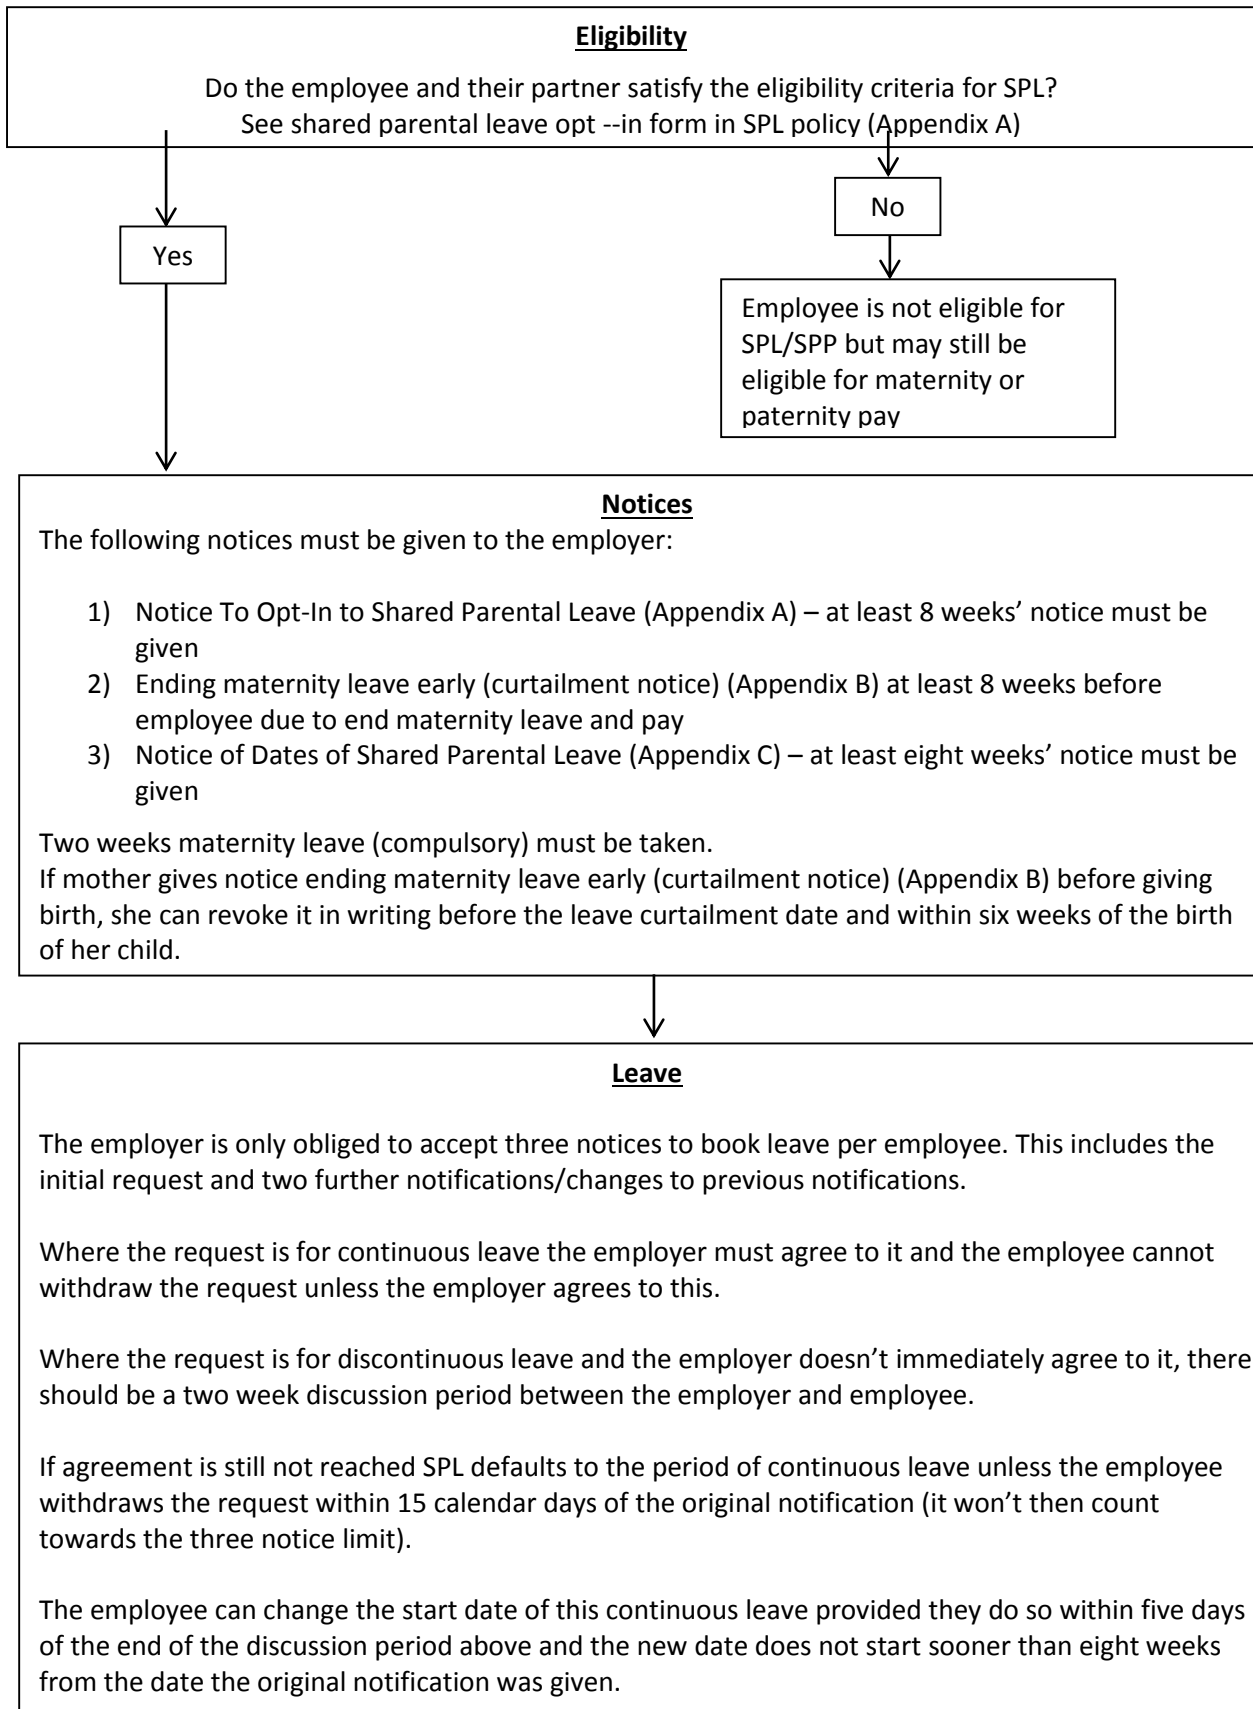 Eligibility
Do the employee and their partner satisfy the eligibility criteria for SPL?
See shared parental leave opt --in form in SPL policy (Appendix A)
No
Yes
Employee is not eligible for
SPL/SPP but may still be
eligible for maternity or
paternity pay
Notices
The following notices must be given to the employer:
1) Notice To Opt-In to Shared Parental Leave (Appendix A) – at least 8 weeks’ notice must be
given
2) Ending maternity leave early (curtailment notice) (Appendix B) at least 8 weeks before
employee due to end maternity leave and pay
3) Notice of Dates of Shared Parental Leave (Appendix C) – at least eight weeks’ notice must be
given
Two weeks maternity leave (compulsory) must be taken.
If mother gives notice ending maternity leave early (curtailment notice) (Appendix B) before giving
birth, she can revoke it in writing before the leave curtailment date and within six weeks of the birth
of her child.
Leave
The employer is only obliged to accept three notices to book leave per employee. This includes the
initial request and two further notifications/changes to previous notifications.
Where the request is for continuous leave the employer must agree to it and the employee cannot
withdraw the request unless the employer agrees to this.
Where the request is for discontinuous leave and the employer doesn’t immediately agree to it, there
should be a two week discussion period between the employer and employee.
If agreement is still not reached SPL defaults to the period of continuous leave unless the employee
withdraws the request within 15 calendar days of the original notification (it won’t then count
towards the three notice limit).
The employee can change the start date of this continuous leave provided they do so within five days
of the end of the discussion period above and the new date does not start sooner than eight weeks
from the date the original notification was given.